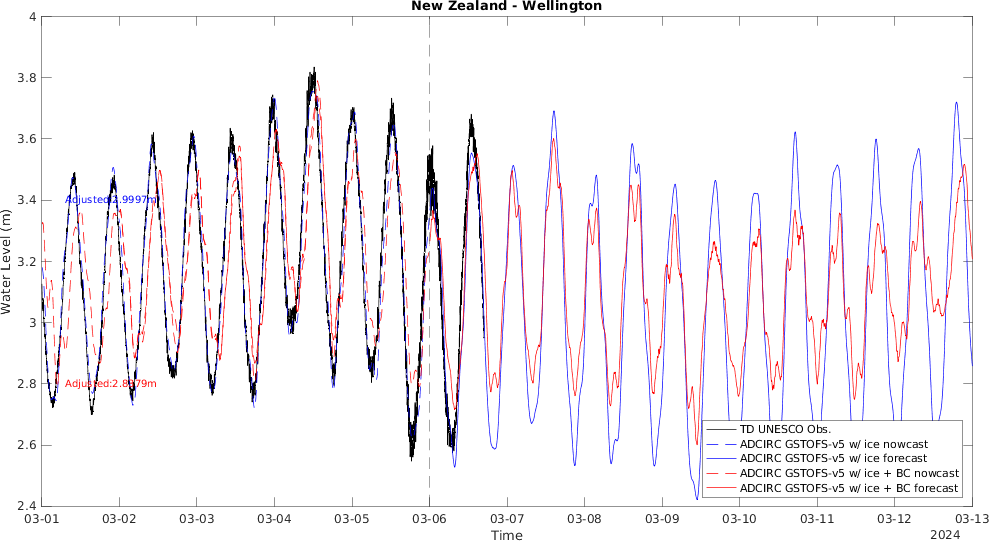 New Zealand - Wellington
4
3.8
3.6
3.4
3.2
3
2.8
2.6
2.4
Water Level (m)
Adjusted:2.9997m
Adjusted:2.8379m
TD UNESCO Obs.
ADCIRC GSTOFS-v5 w/ ice nowcast
ADCIRC GSTOFS-v5 w/ ice forecast
ADCIRC GSTOFS-v5 w/ ice + BC nowcast
ADCIRC GSTOFS-v5 w/ ice + BC forecast
03-01 03-02 03-03 03-04 03-05 03-06 03-07 03-08 03-09 03-10 03-11 03-12 03-13
Time
2024